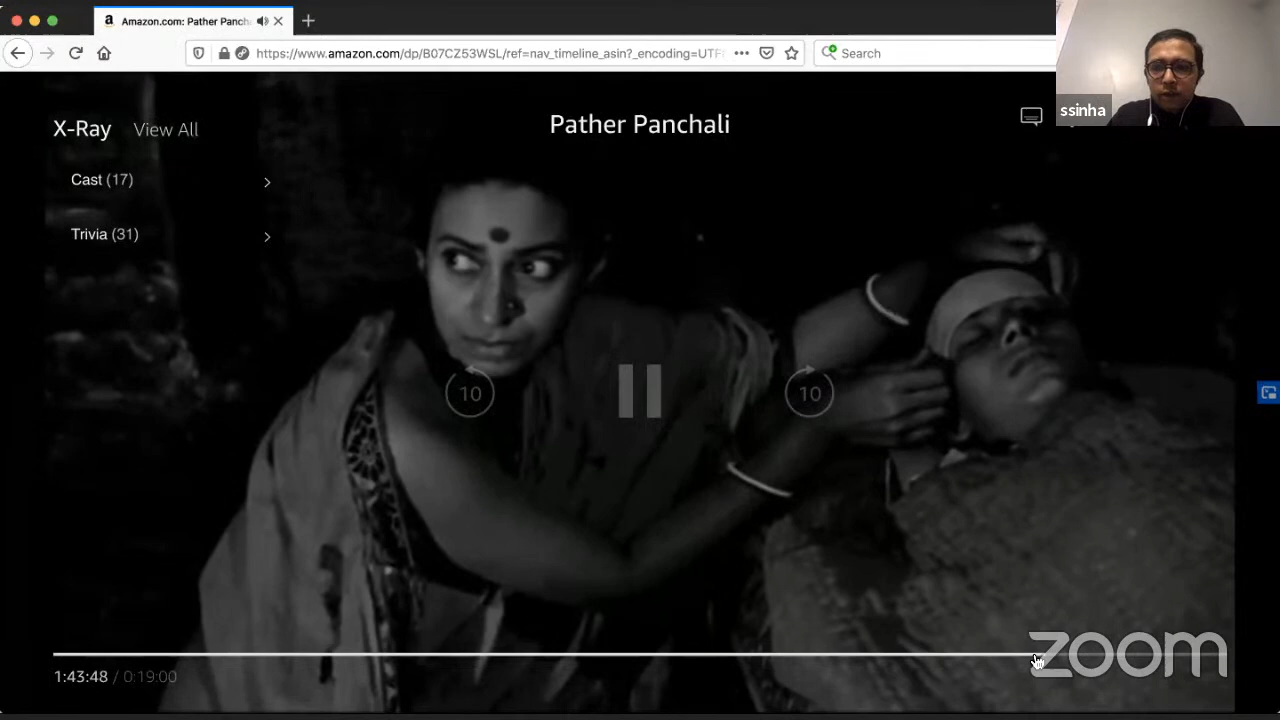 Amazon.com: Pather Panch
https://www.amazon.com/dp/B07CZ53WSL/ref=nav_timeline_asin?_encoding=UTF
Search
ssinha
X-Ray View All
Pather Panchali
Cast (17)
Trivia (31)
10
10
1:43:48 / 0:19:00
zoom